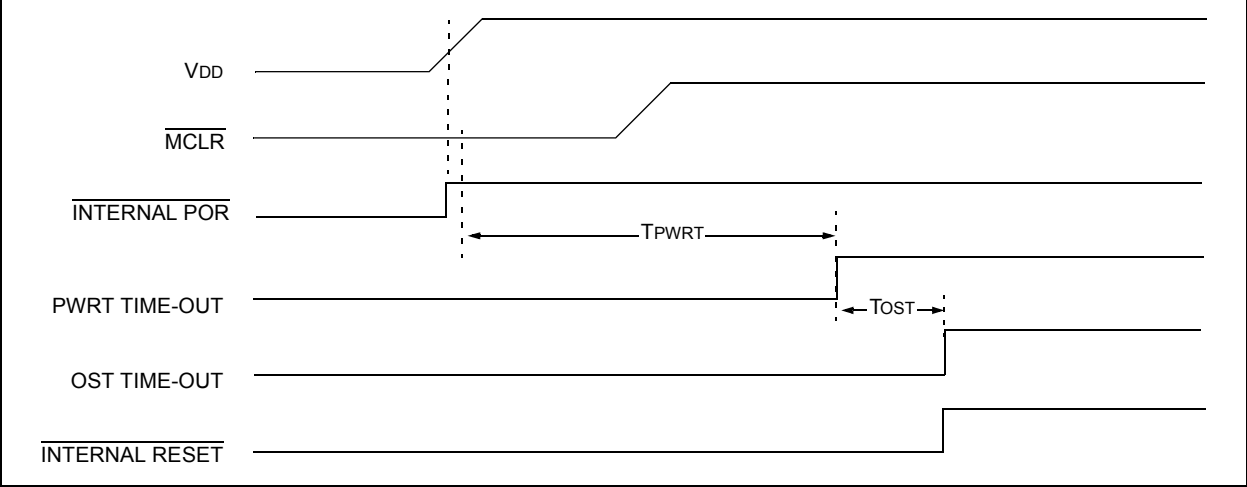 VDD
MCLR
INTERNAL POR
TPWRT
PWRT TIME-OUT
TOST
OST TIME-OUT
INTERNAL RESET